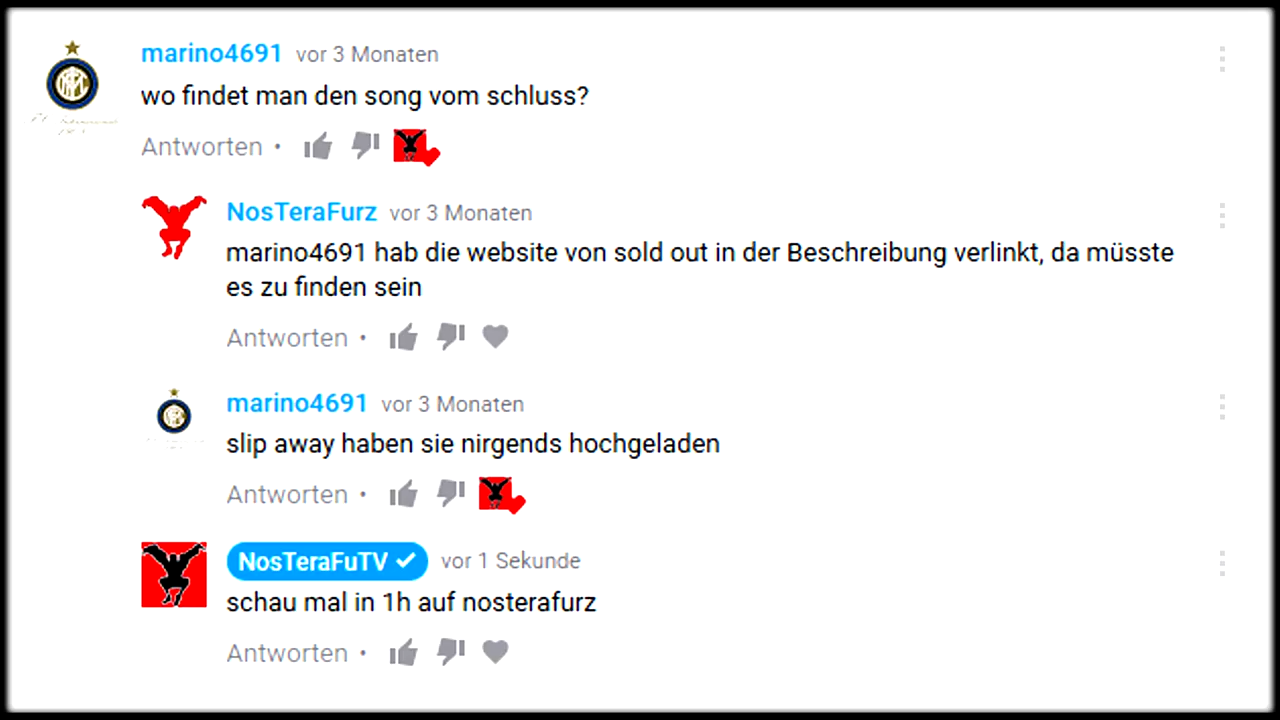 marino4691 vor 3 Monaten
wo findet man den song vom schluss?
Antworten •
NosTeraFurz vor 3 Monaten
marino4691 hab die website von sold out in der Beschreibung verlinkt, da müsste
es zu finden sein
Antworten •
marino4691 vor 3 Monaten
slip away haben sie nirgends hochgeladen
Antworten •
NosTeraFuTV vor 1 Sekunde
schau mal in 1h auf nosterafurz
Antworten •